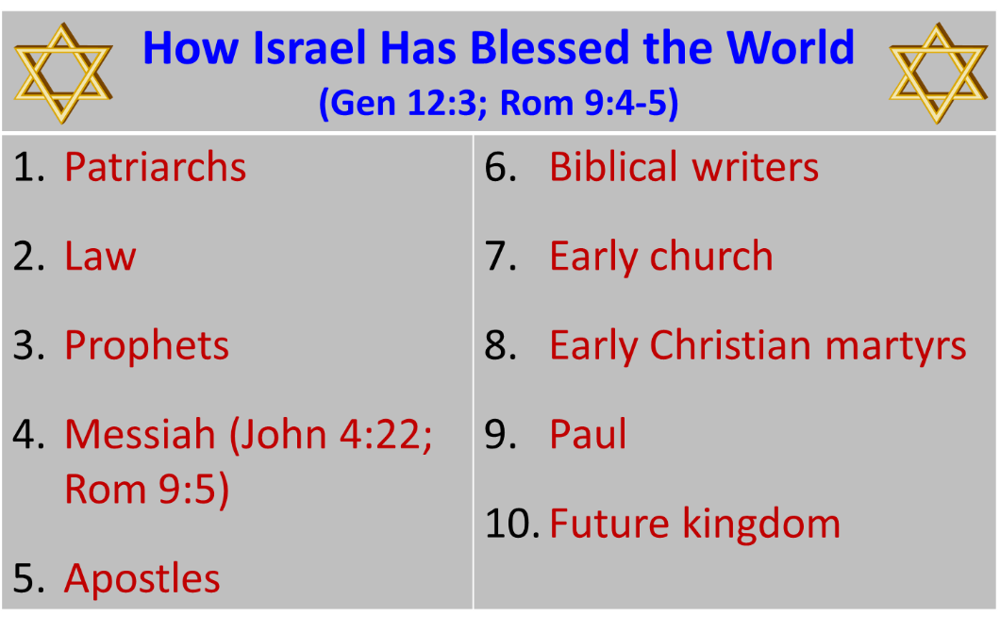 How Israel Has Blessed the World
(Gen 12:3; Rom 9:4-5)
1. Patriarchs
2. Law
3. Prophets
4. Messiah (John 4:22;
Rom 9:5)
5. Apostles
6. Biblical writers
7. Early church
8. Early Christian martyrs
9. Paul
10. Future kingdom